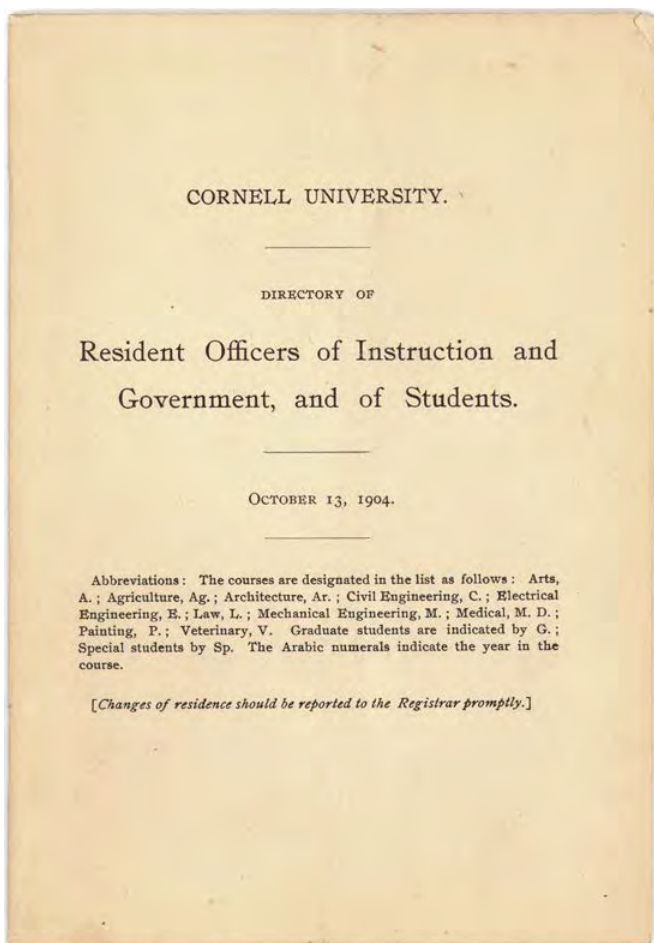 CORNELL UNIVERSITY.
DIRECTORY OF
Resident Officers of Instruction and
Government, and of Students.
OCTOBER 13, 1904.
Abbreviations : The courses are designated in the list as follows : Arts,
A. ; Agriculture, Ag. ; Architecture, Ar. ; Civil Engineering, C. ; Electrical
Engineering, E. ; Law, L. ; Mechanical Engineering, M. ; Medical, M. D. ;
Painting, P. ; Veterinary, V. Graduate students are indicated by G. ;
Special students by Sp. The Arabic numerals indicate the year in the
course.
[Changes of residence should be reported to the Registrar promptly.]